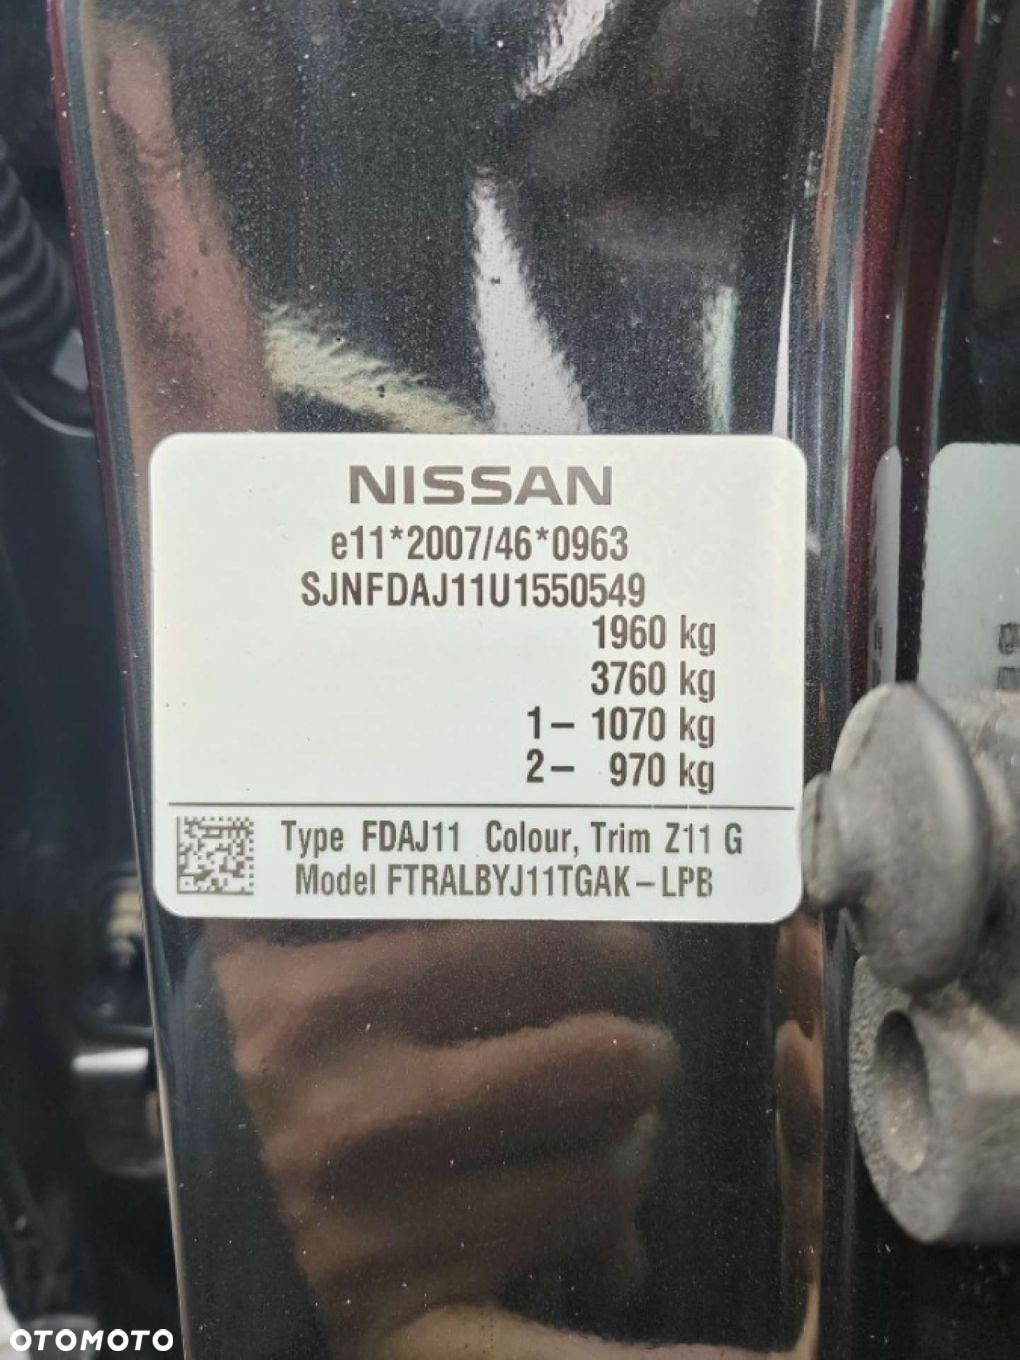 NISSAN
e11*2007/46*0963
SJNFDAJ11U1550549
1960 kg
3760 kg
1– 1070 kg
2– 970 kg
Type FDAJ11 Colour, Trim Z11 G
Model FTRALBYJ11TGAK–LPB
OTOMOTO